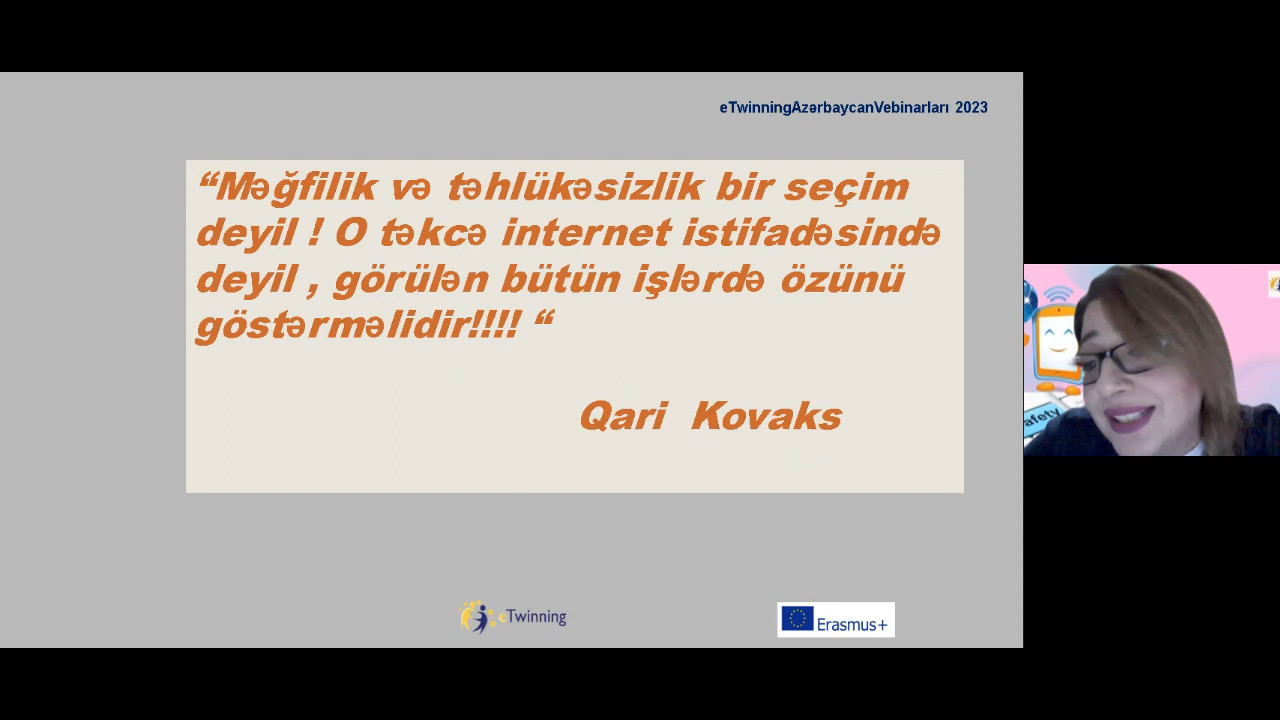 eTwinningAzərbaycanVebinarları 2023
“Məğfilik və təhlükəsizlik bir seçim
deyil ! O təkcə internet istifadəsində
deyil , görülən bütün işlərdə özünü
göstərməlidir!!!! “
Qari Kovaks
afety
eTwinning
Erasmus+